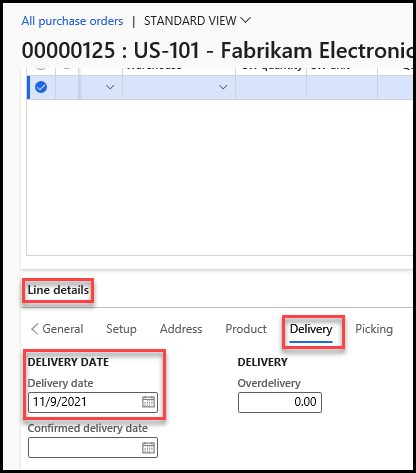 All purchase orders | STANDARD VIEW
00000125 : US-101 - Fabrikam Electronic
Line details
General Setup Address Product Delivery Picking
DELIVERY DATE DELIVERY
Delivery date Overdelivery
11/9/2021 0.00
Confirmed delivery date